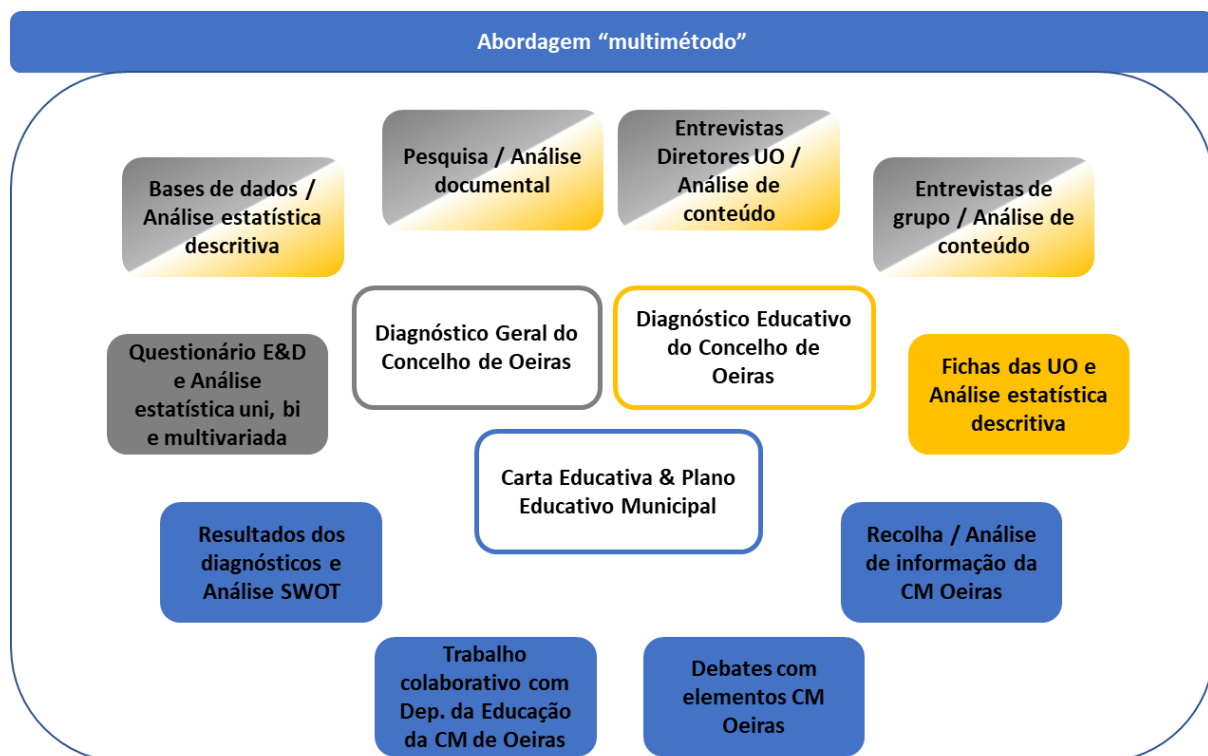 Abordagem “multimétodo”
Bases de dados /
Análise estatística
descritiva
Pesquisa / Análise
documental
Entrevistas
Diretores UO /
Análise de
conteúdo
Entrevistas de
grupo / Análise de
conteúdo
Questionário E&D
e Análise
estatística uni, bi
e multivariada
Diagnóstico Geral do
Concelho de Oeiras
Diagnóstico Educativo
do Concelho de
Oeiras
Fichas das UO e
Análise estatística
descritiva
Carta Educativa & Plano
Educativo Municipal
Resultados dos
diagnósticos e
Análise SWOT
Recolha / Análise
de informação da
CM Oeiras
Trabalho
colaborativo com
Dep. da Educação
da CM de Oeiras
Debates com
elementos CM
Oeiras